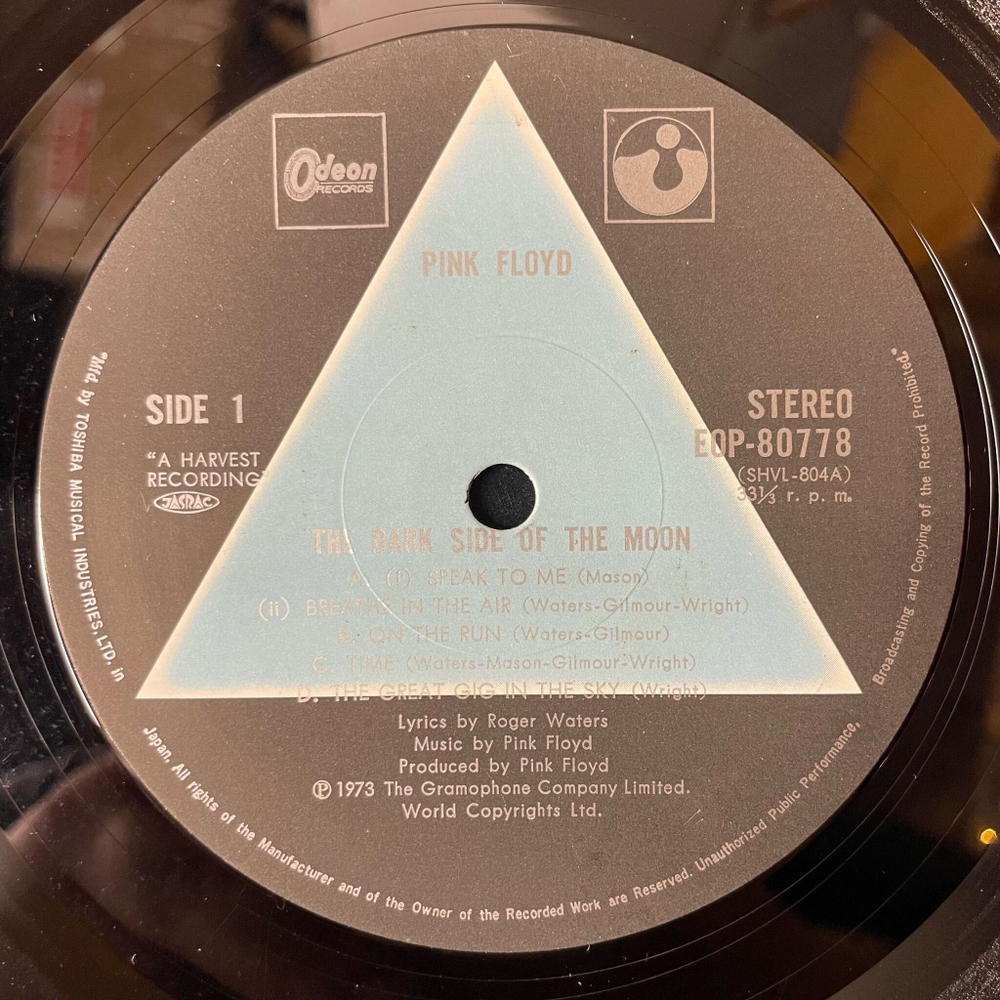 Odeon
RECORDS
PINK FLOYD
SIDE 1
"A HARVEST
RECORDING"
JASRAC
STEREO
EOP-80778
(SHVL-804A)
33⅓ r. p. m.
THE DARK SIDE OF THE MOON
A. (i) SPEAK TO ME (Mason)
(ii) BREATHE IN THE AIR (Waters-Gilmour-Wright)
B. ON THE RUN (Waters-Gilmour)
C. TIME (Waters-Mason-Gilmour-Wright)
D. THE GREAT GIG IN THE SKY (Wright)
Lyrics by Roger Waters
Music by Pink Floyd
Produced by Pink Floyd
℗ 1973 The Gramophone Company Limited.
World Copyrights Ltd.
"Mfd. by TOSHIBA MUSICAL INDUSTRIES, LTD. in Japan, All rights of the Manufacturer and of the Owner of the Recorded Work are Reserved. Unauthorized Public Performance, Broadcasting and Copying of the Record Prohibited."